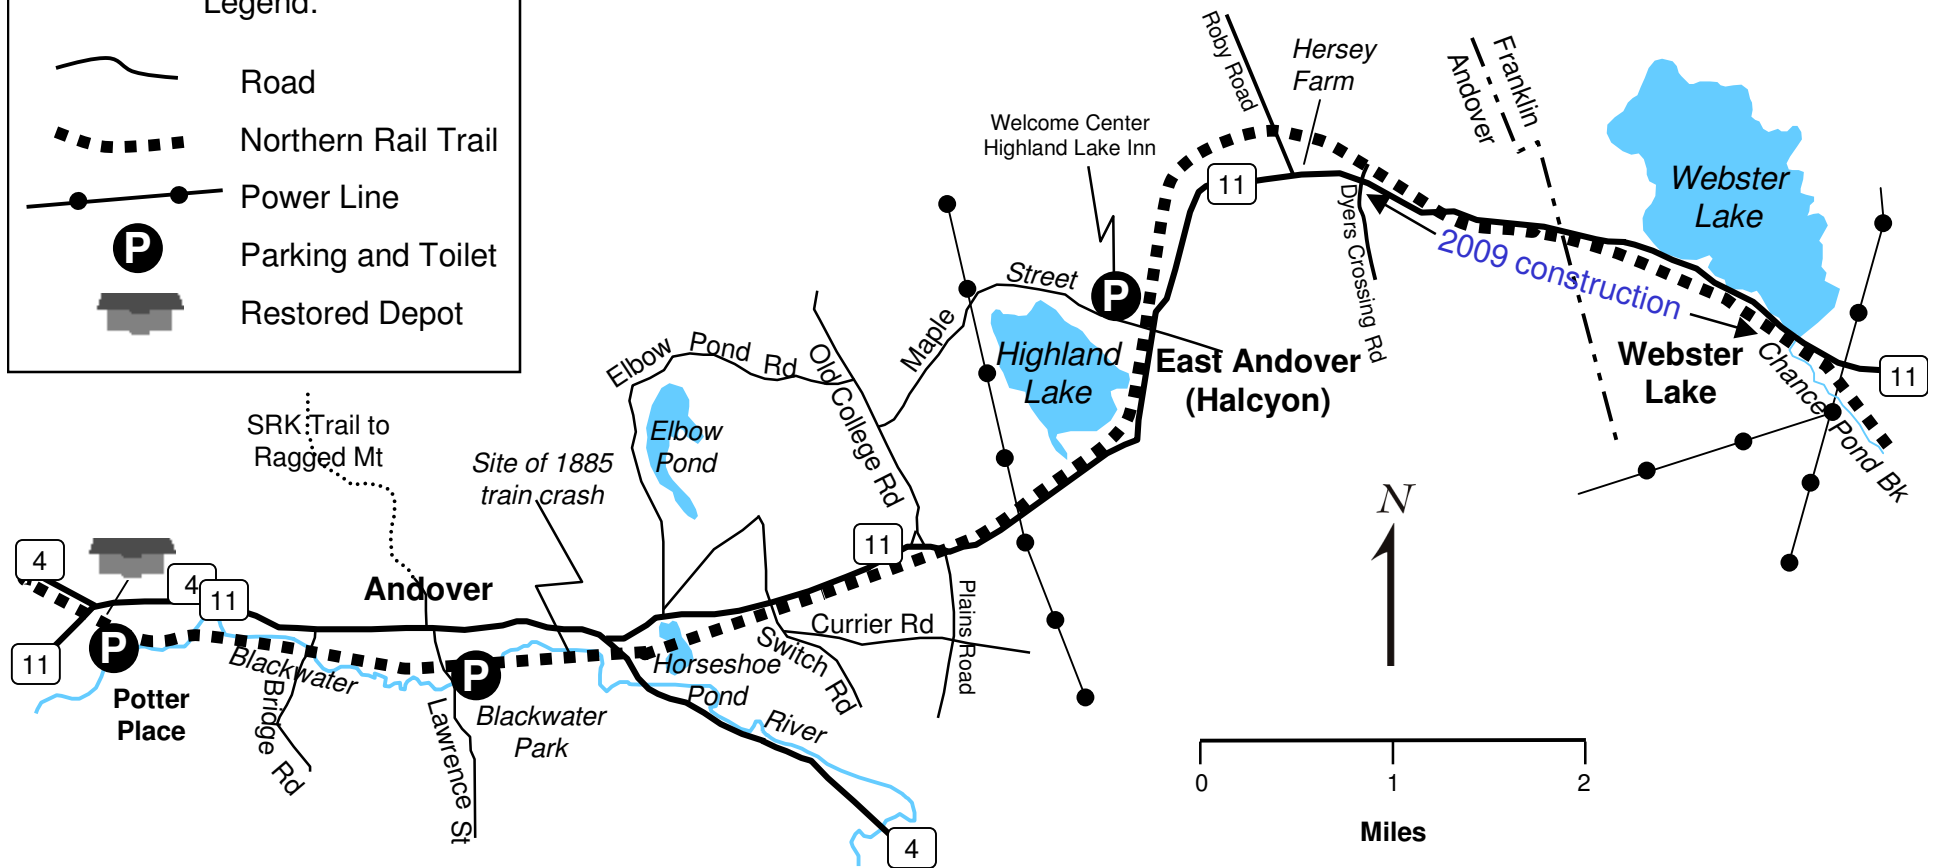 Legend:
Road
Northern Rail Trail
Power Line
P
Parking and Toilet
Restored Depot
SRK Trail to
Ragged Mt
Site of 1885
train crash
Elbow Pond Rd
Elbow
Pond
Old College Rd
Maple Street
Welcome Center
Highland Lake Inn
P
Highland
Lake
East Andover
(Halcyon)
Roby Road
Hersey
Farm
11
Dyers Crossing Rd
2009 construction
Franklin
Andover
Webster
Lake
Webster
Lake
11
Chance Pond Bk
N
4
4
11
11
P
Potter
Place
Andover
Blackwater
Bridge Rd
Lawrence St
P
Blackwater
Park
Horseshoe
Pond
River
11
Switch
Rd
Currier Rd
Plains Road
4
0 1 2
Miles